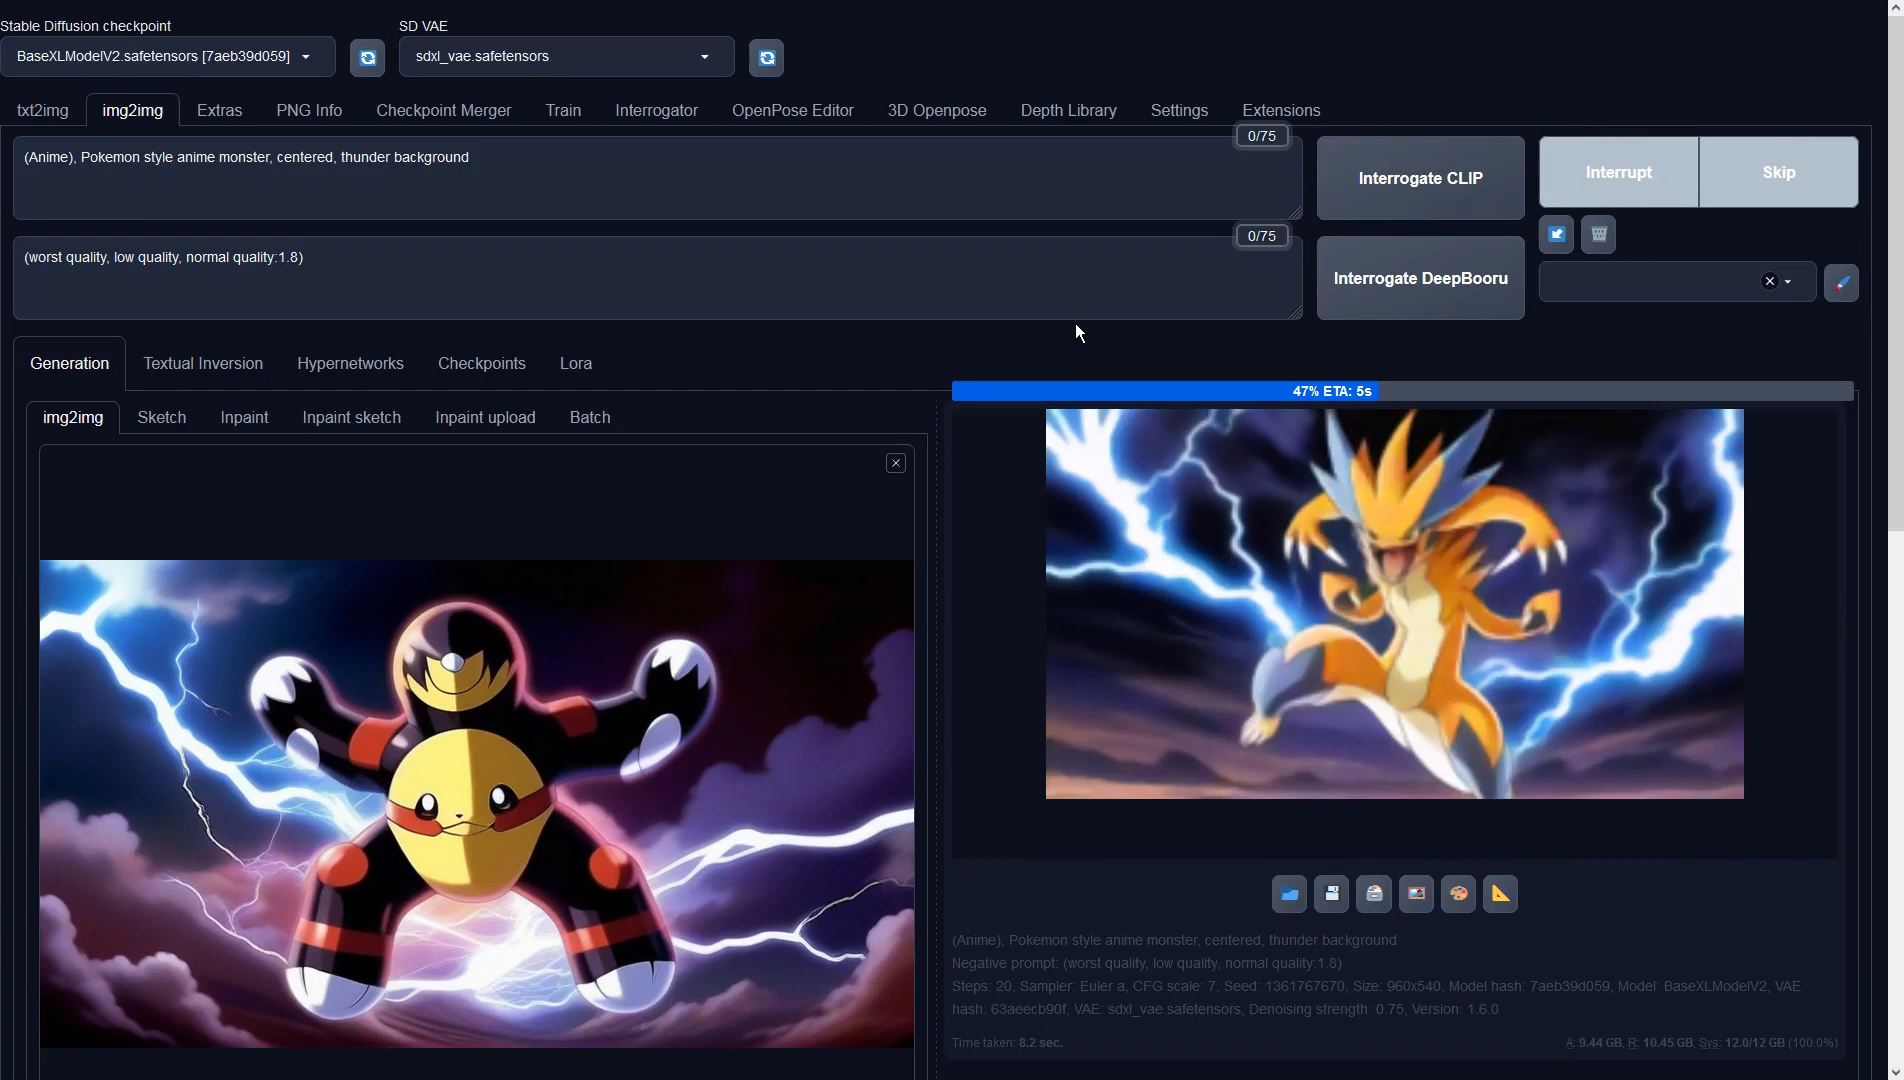 Stable Diffusion checkpoint
SD VAE
BaseXLModelV2.safetensors [7aeb39d059]
sdxl_vae.safetensors
txt2img img2img Extras PNG Info Checkpoint Merger Train Interrogator OpenPose Editor 3D Openpose Depth Library Settings Extensions
0/75
(Anime), Pokemon style anime monster, centered, thunder background
Interrogate CLIP
Interrupt
Skip
0/75
(worst quality, low quality, normal quality:1.8)
Interrogate DeepBooru
Generation Textual Inversion Hypernetworks Checkpoints Lora
47% ETA: 5s
img2img Sketch Inpaint Inpaint sketch Inpaint upload Batch
(Anime), Pokemon style anime monster, centered, thunder background
Negative prompt: (worst quality, low quality, normal quality:1.8)
Steps: 20, Sampler: Euler a, CFG scale: 7, Seed: 1361767670, Size: 960x540, Model hash: 7aeb39d059, Model: BaseXLModelV2, VAE
hash: 63aeecb90f, VAE: sdxl_vae.safetensors, Denoising strength: 0.75, Version: 1.6.0
Time taken: 8.2 sec.
A: 9.44 GB, R: 10.45 GB, Sys: 12.0/12 GB (100.0%)